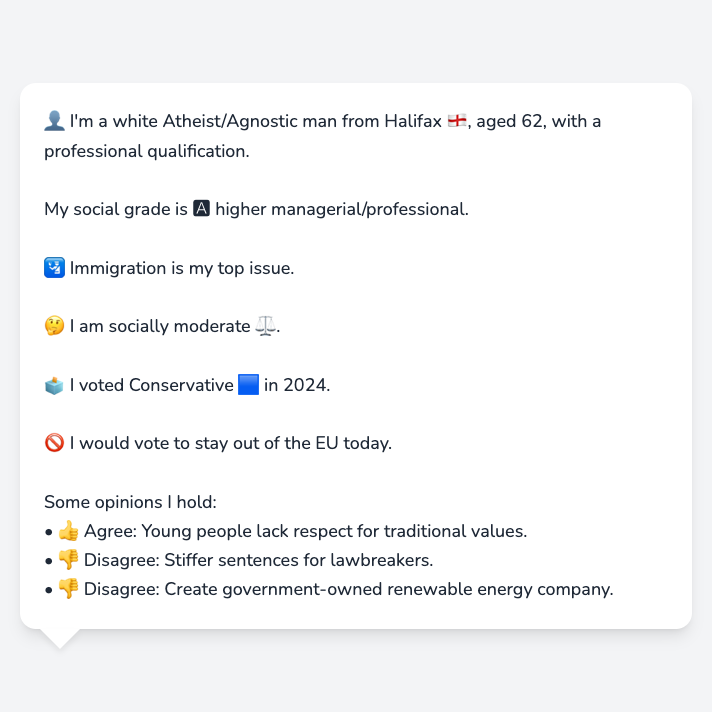 👤 I'm a white Atheist/Agnostic man from Halifax 🏴󠁧󠁢󠁥󠁮󠁧󠁿, aged 62, with a
professional qualification.
My social grade is 🅰 higher managerial/professional.
🛂 Immigration is my top issue.
🤔 I am socially moderate ⚖️.
🗳️ I voted Conservative 🟦 in 2024.
🚫 I would vote to stay out of the EU today.
Some opinions I hold:
• 👍 Agree: Young people lack respect for traditional values.
• 👎 Disagree: Stiffer sentences for lawbreakers.
• 👎 Disagree: Create government-owned renewable energy company.